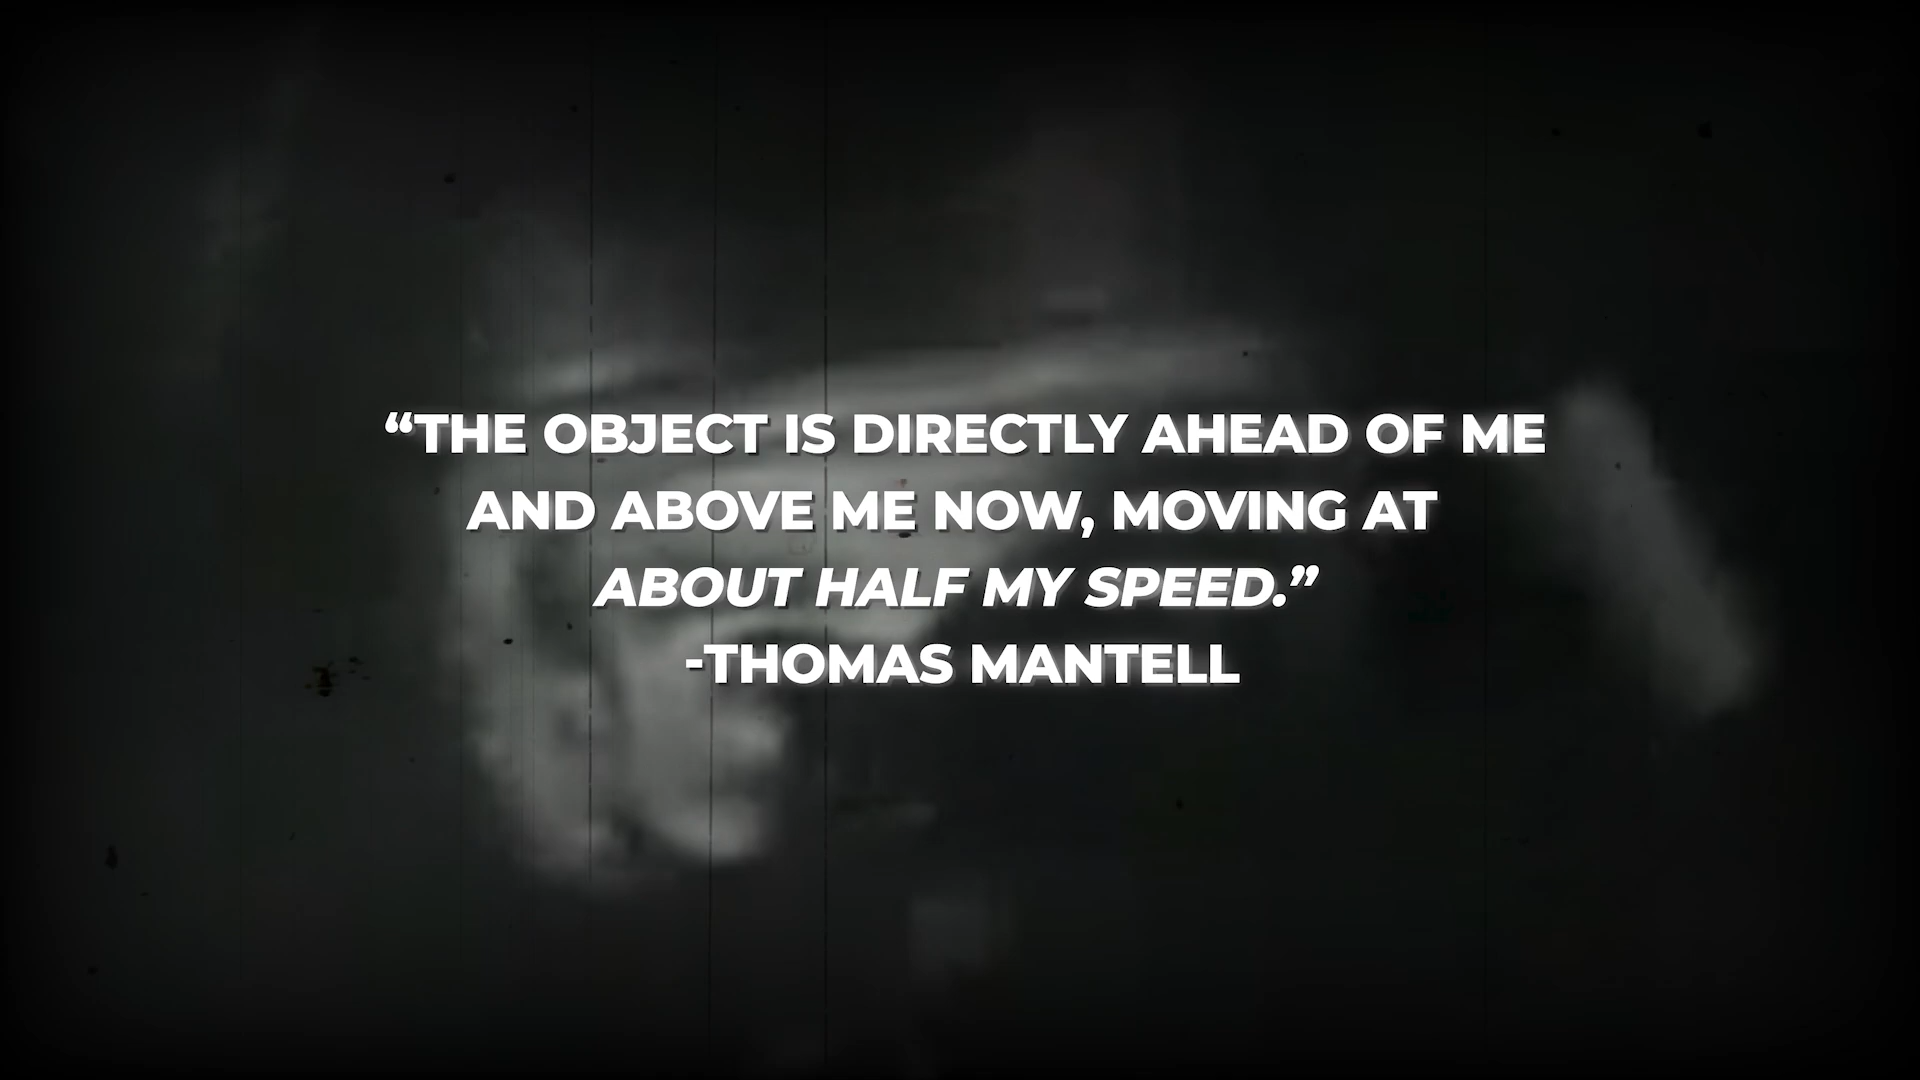 “THE OBJECT IS DIRECTLY AHEAD OF ME
AND ABOVE ME NOW, MOVING AT
ABOUT HALF MY SPEED.”
-THOMAS MANTELL